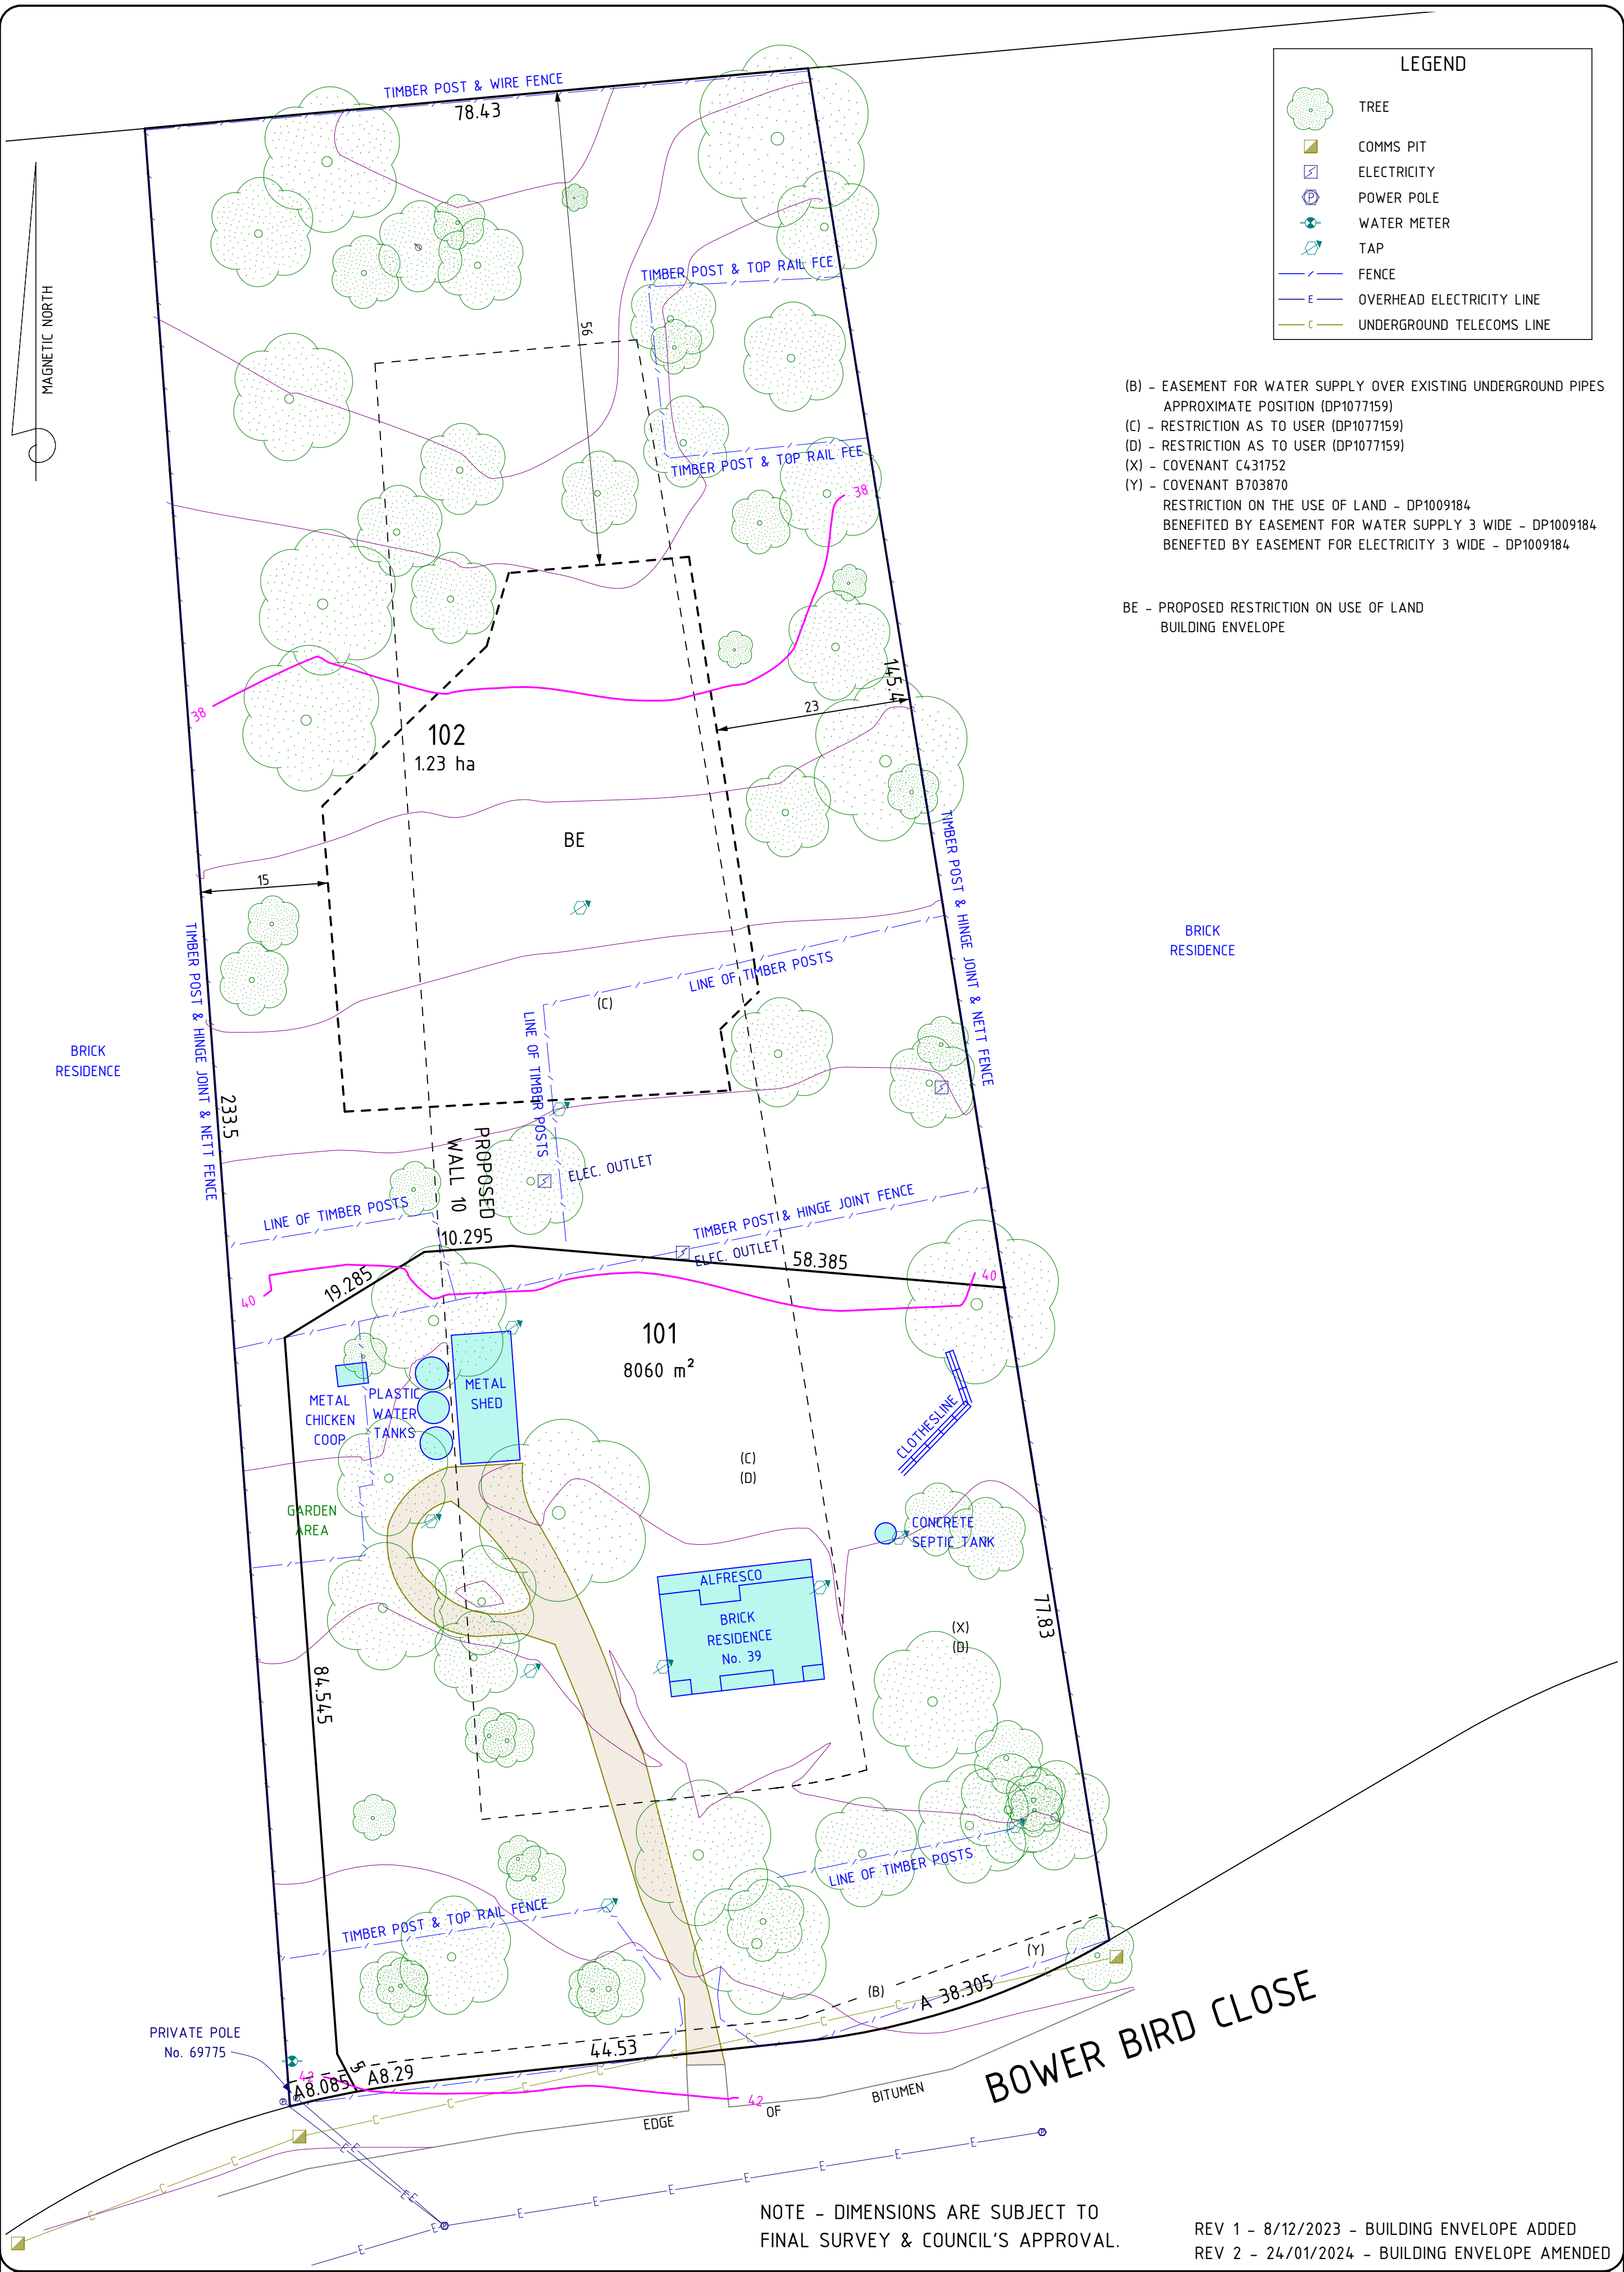 TIMBER POST & WIRE FENCE
78.43
LEGEND
TREE
COMMS PIT
ELECTRICITY
P
POWER POLE
WATER METER
TAP
FENCE
E
OVERHEAD ELECTRICITY LINE
C
UNDERGROUND TELECOMS LINE
MAGNETIC NORTH
TIMBER POST & TOP RAIL FCE
56
(B) - EASEMENT FOR WATER SUPPLY OVER EXISTING UNDERGROUND PIPES
APPROXIMATE POSITION (DP1077159)
(C) - RESTRICTION AS TO USER (DP1077159)
(D) - RESTRICTION AS TO USER (DP1077159)
(X) - COVENANT C431752
(Y) - COVENANT B703870
RESTRICTION ON THE USE OF LAND - DP1009184
BENEFITED BY EASEMENT FOR WATER SUPPLY 3 WIDE - DP1009184
BENEFTED BY EASEMENT FOR ELECTRICITY 3 WIDE - DP1009184
BE - PROPOSED RESTRICTION ON USE OF LAND
BUILDING ENVELOPE
TIMBER POST & TOP RAIL FCE
38
145.4
38
23
102
1.23 ha
BE
15
TIMBER POST & HINGE JOINT & NETT FENCE
TIMBER POST & HINGE JOINT & NETT FENCE
BRICK
RESIDENCE
LINE OF TIMBER POSTS
(C)
LINE OF TIMBER POSTS
BRICK
RESIDENCE
233.5
PROPOSED
WALL 10
ELEC. OUTLET
LINE OF TIMBER POSTS
TIMBER POST & HINGE JOINT FENCE
10.295
ELEC. OUTLET
58.385
19.285
40
40
101
8060 m²
METAL
SHED
METAL
CHICKEN
COOP
PLASTIC
WATER
TANKS
CLOTHESLINE
(C)
(D)
GARDEN
AREA
CONCRETE
SEPTIC TANK
ALFRESCO
BRICK
RESIDENCE
No. 39
77.83
(X)
(D)
84.545
LINE OF TIMBER POSTS
TIMBER POST & TOP RAIL FENCE
(Y)
(B)
A 38.305
PRIVATE POLE
No. 69775
44.53
5
A8.29
A8.085
42
42
BOWER BIRD CLOSE
EDGE
OF
BITUMEN
NOTE - DIMENSIONS ARE SUBJECT TO
FINAL SURVEY & COUNCIL'S APPROVAL.
REV 1 - 8/12/2023 - BUILDING ENVELOPE ADDED
REV 2 - 24/01/2024 - BUILDING ENVELOPE AMENDED